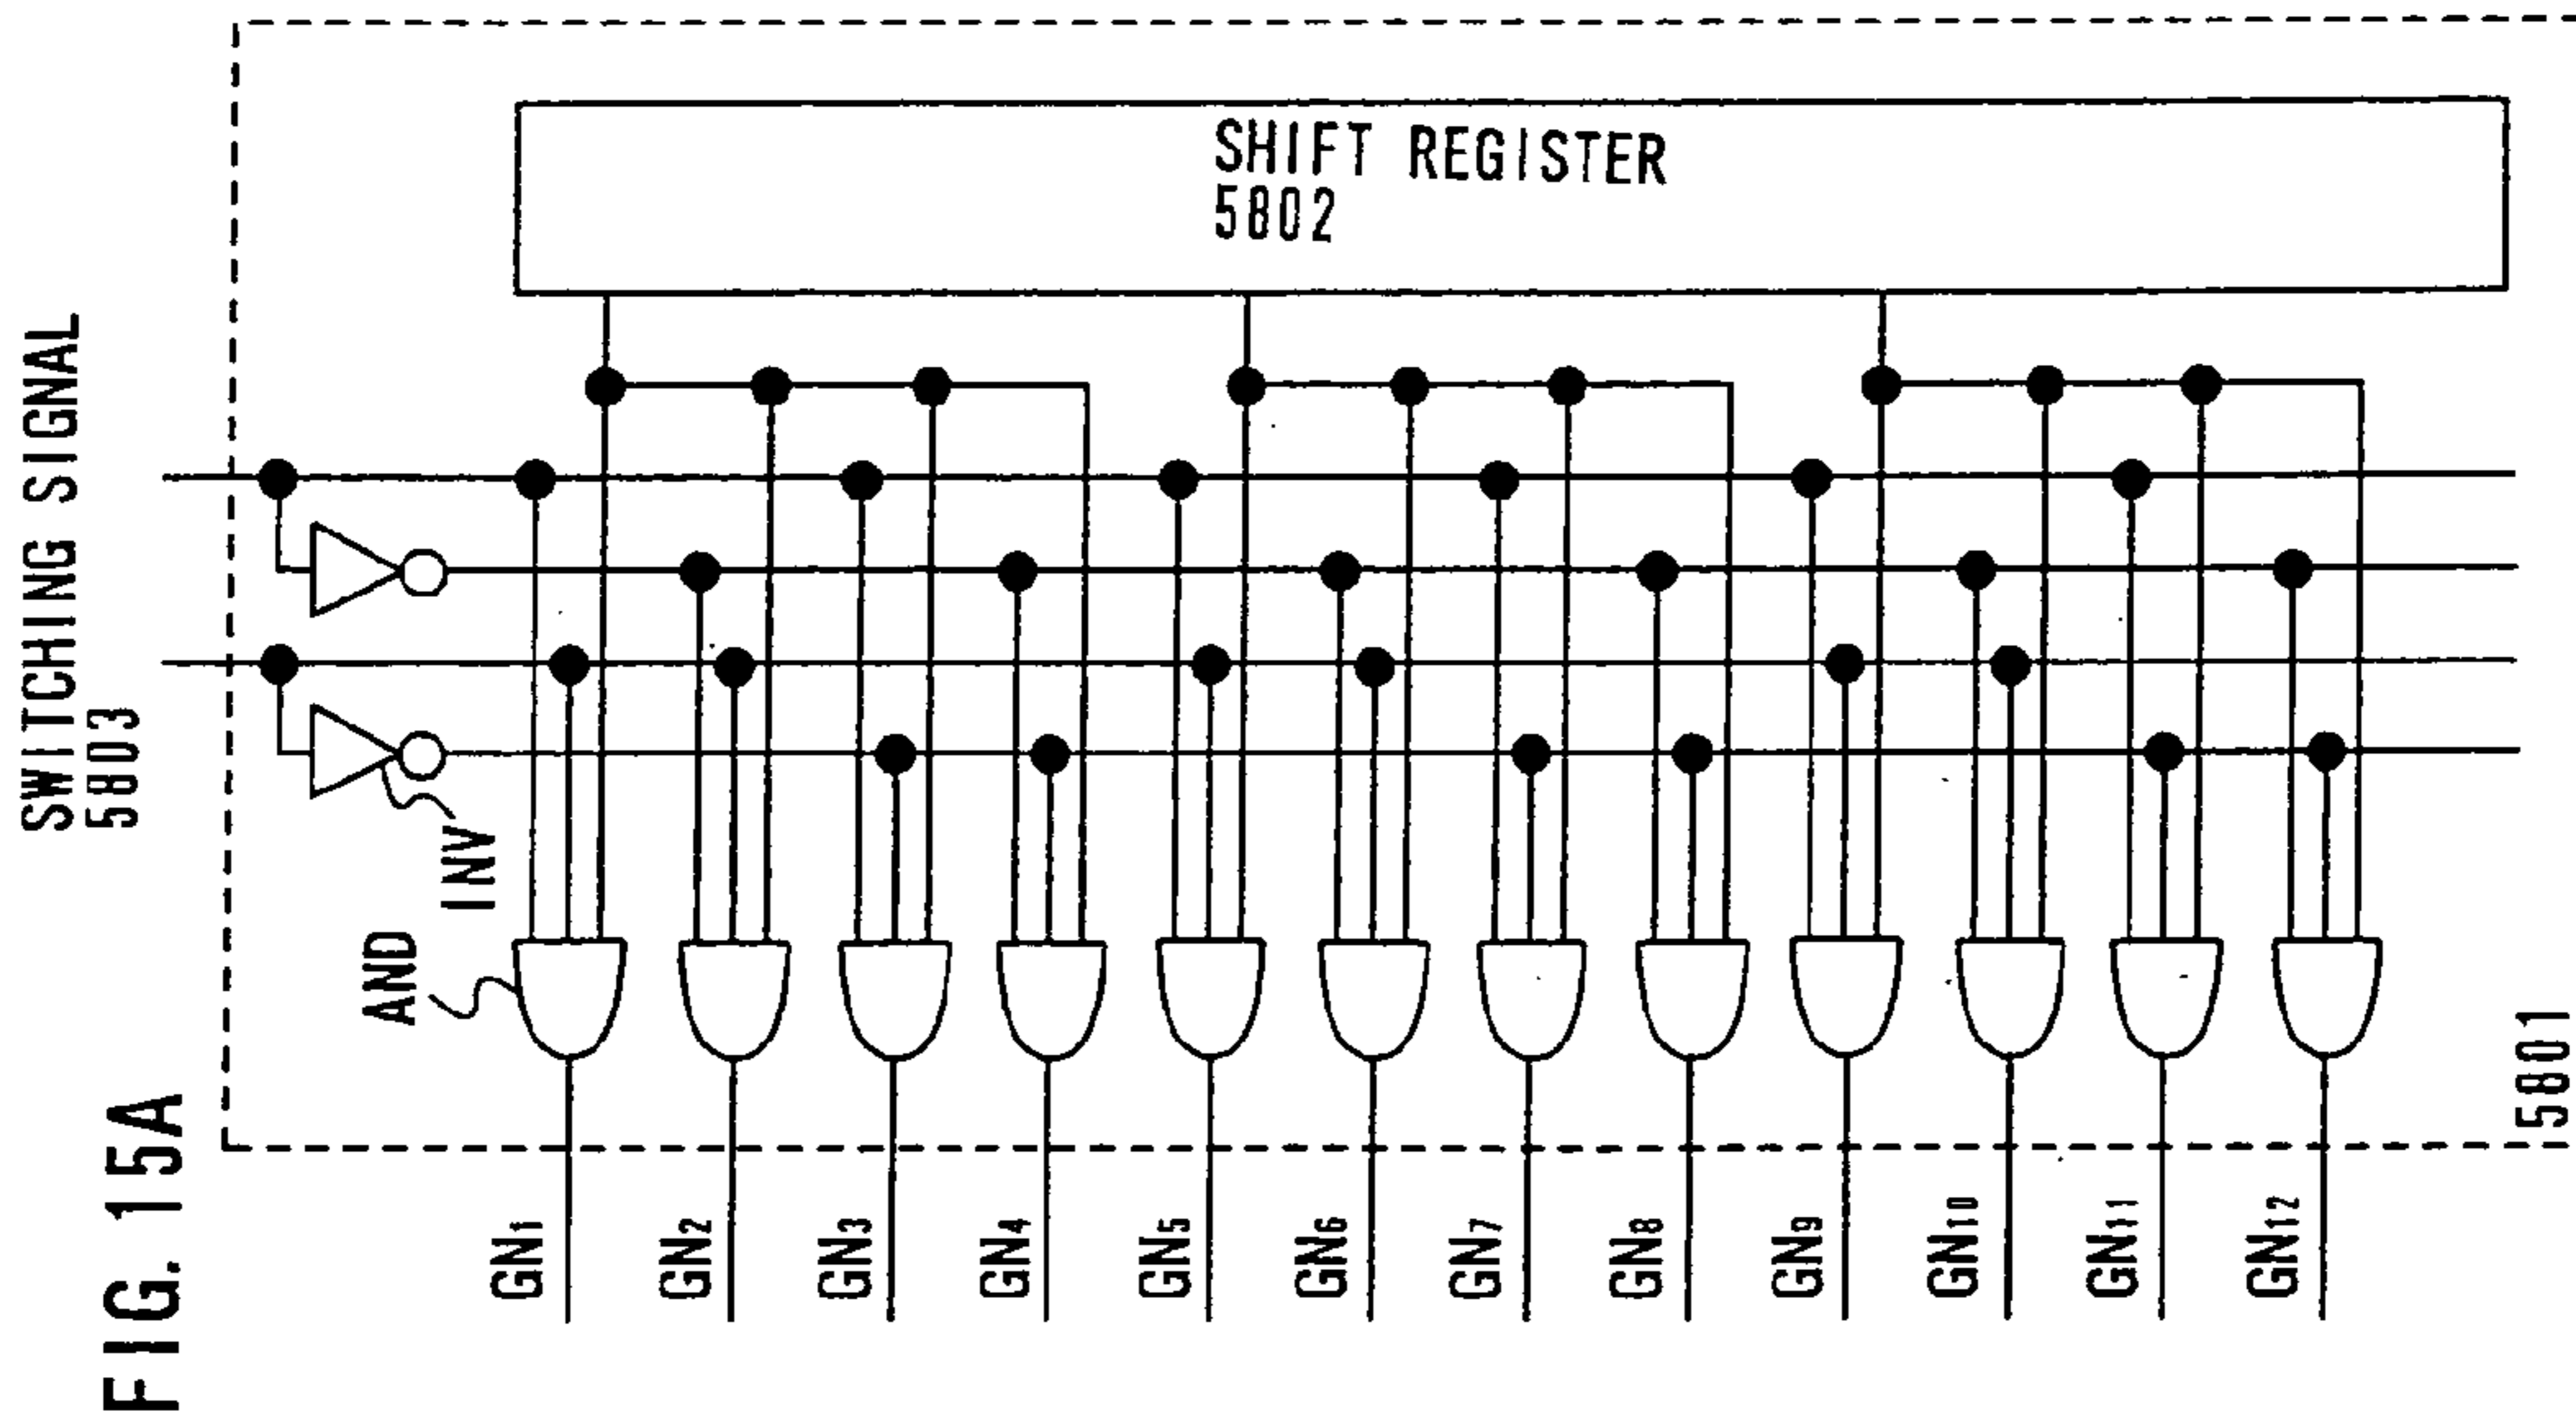 FIG. 15A
SWITCHING SIGNAL
5803
SHIFT REGISTER
5802
INV
AND
GN1
GN2
GN3
GN4
GN5
GN6
GN7
GN8
GN9
GN10
GN11
GN12
5801